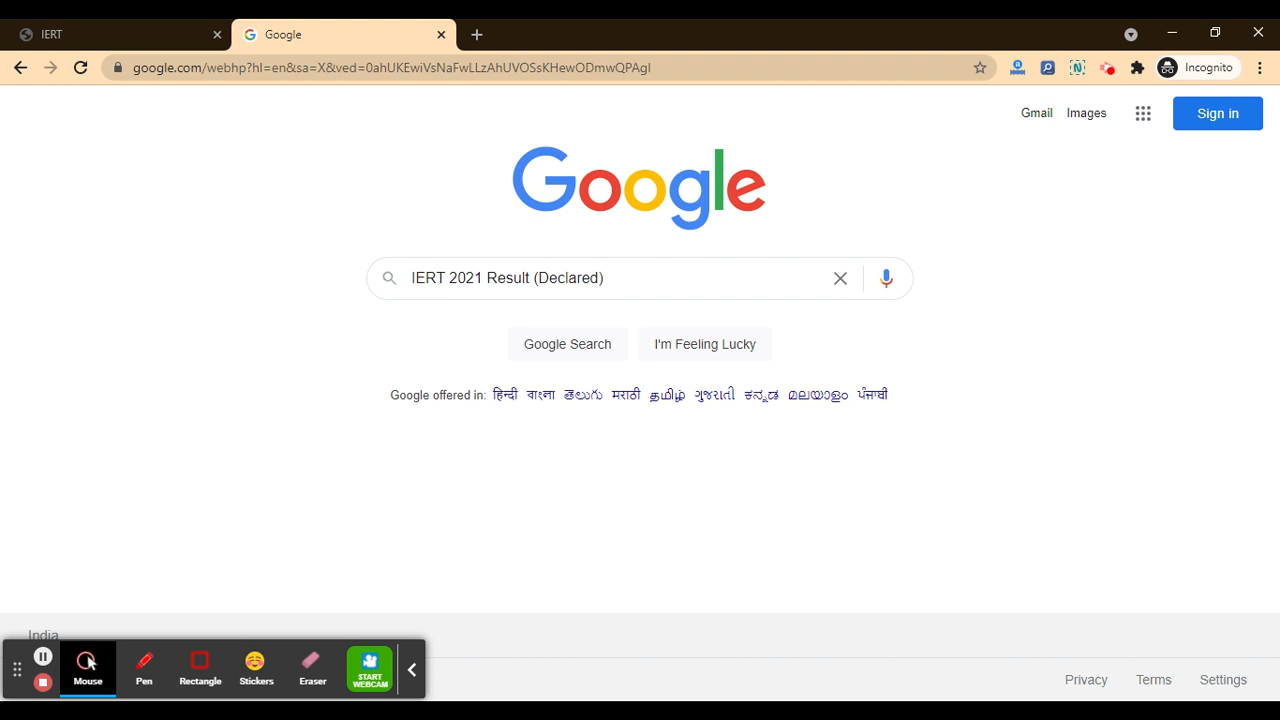 IERT
Google
google.com/webhp?hl=en&sa=X&ved=0ahUKEwiVsNaFwLLzAhUVOSsKHewODmwQPAgI
Incognito
Gmail Images
Sign in
Google
IERT 2021 Result (Declared)
Google Search I'm Feeling Lucky
Google offered in: हिन्दी বাংলা తెలుగు मराठी தமிழ் ગુજરાતી ಕನ್ನಡ മലയാളം ਪੰਜਾਬੀ
India
Mouse Pen Rectangle Stickers Eraser START WEBCAM
Privacy Terms Settings